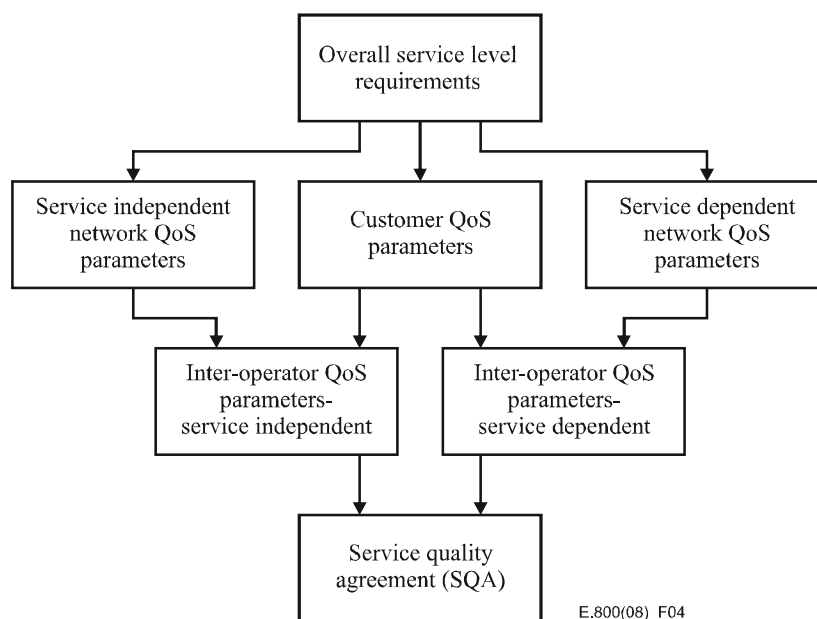 Overall service level
requirements
Service independent
network QoS
parameters
Customer QoS
parameters
Service dependent
network QoS
parameters
Inter-operator QoS
parameters-
service independent
Inter-operator QoS
parameters-
service dependent
Service quality
agreement (SQA)
E.800(08)_F04